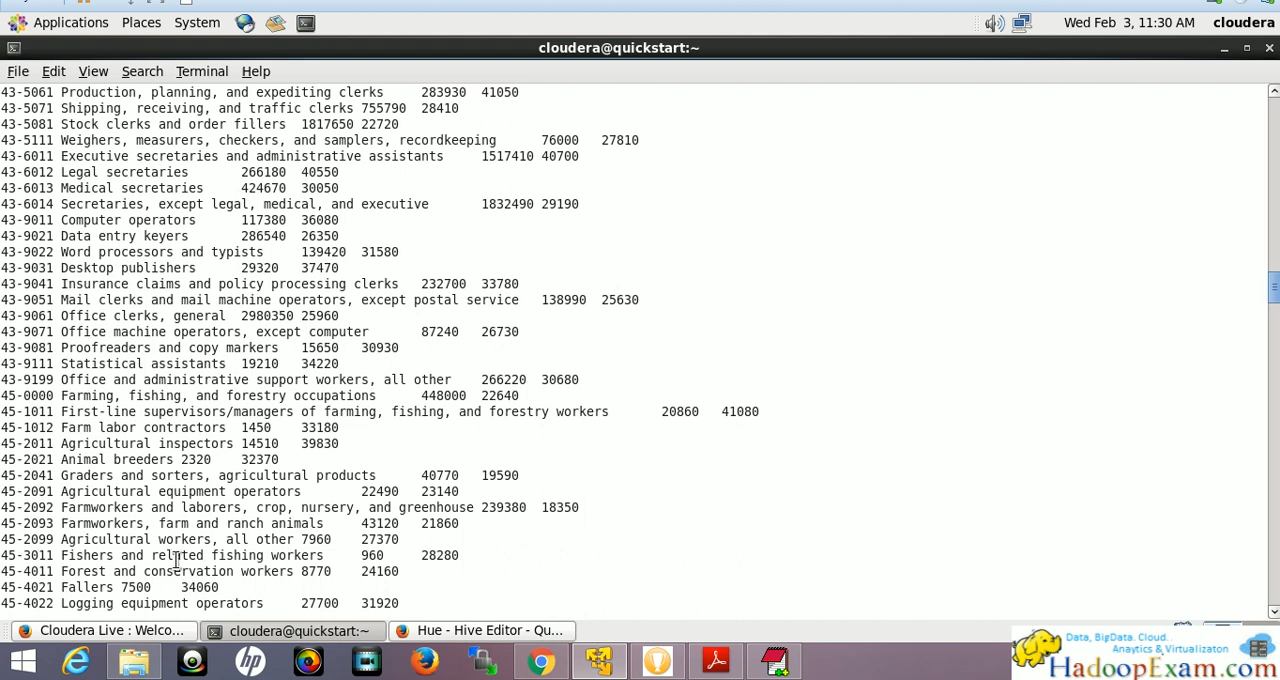 Applications Places System Wed Feb 3, 11:30 AM cloudera
cloudera@quickstart:~
File Edit View Search Terminal Help
43-5061 Production, planning, and expediting clerks 283930 41050
43-5071 Shipping, receiving, and traffic clerks 755790 28410
43-5081 Stock clerks and order fillers 1817650 22720
43-5111 Weighers, measurers, checkers, and samplers, recordkeeping 76000 27810
43-6011 Executive secretaries and administrative assistants 1517410 40700
43-6012 Legal secretaries 266180 40550
43-6013 Medical secretaries 424670 30050
43-6014 Secretaries, except legal, medical, and executive 1832490 29190
43-9011 Computer operators 117380 36080
43-9021 Data entry keyers 286540 26350
43-9022 Word processors and typists 139420 31580
43-9031 Desktop publishers 29320 37470
43-9041 Insurance claims and policy processing clerks 232700 33780
43-9051 Mail clerks and mail machine operators, except postal service 138990 25630
43-9061 Office clerks, general 2980350 25960
43-9071 Office machine operators, except computer 87240 26730
43-9081 Proofreaders and copy markers 15650 30930
43-9111 Statistical assistants 19210 34220
43-9199 Office and administrative support workers, all other 266220 30680
45-0000 Farming, fishing, and forestry occupations 448000 22640
45-1011 First-line supervisors/managers of farming, fishing, and forestry workers 20860 41080
45-1012 Farm labor contractors 1450 33180
45-2011 Agricultural inspectors 14510 39830
45-2021 Animal breeders 2320 32370
45-2041 Graders and sorters, agricultural products 40770 19590
45-2091 Agricultural equipment operators 22490 23140
45-2092 Farmworkers and laborers, crop, nursery, and greenhouse 239380 18350
45-2093 Farmworkers, farm and ranch animals 43120 21860
45-2099 Agricultural workers, all other 7960 27370
45-3011 Fishers and related fishing workers 960 28280
45-4011 Forest and conservation workers 8770 24160
45-4021 Fallers 7500 34060
45-4022 Logging equipment operators 27700 31920
Cloudera Live : Welco... cloudera@quickstart:~ Hue - Hive Editor - Qu...
Data, BigData. Cloud.
Anaytics & Virtualizaton
HadoopExam.com